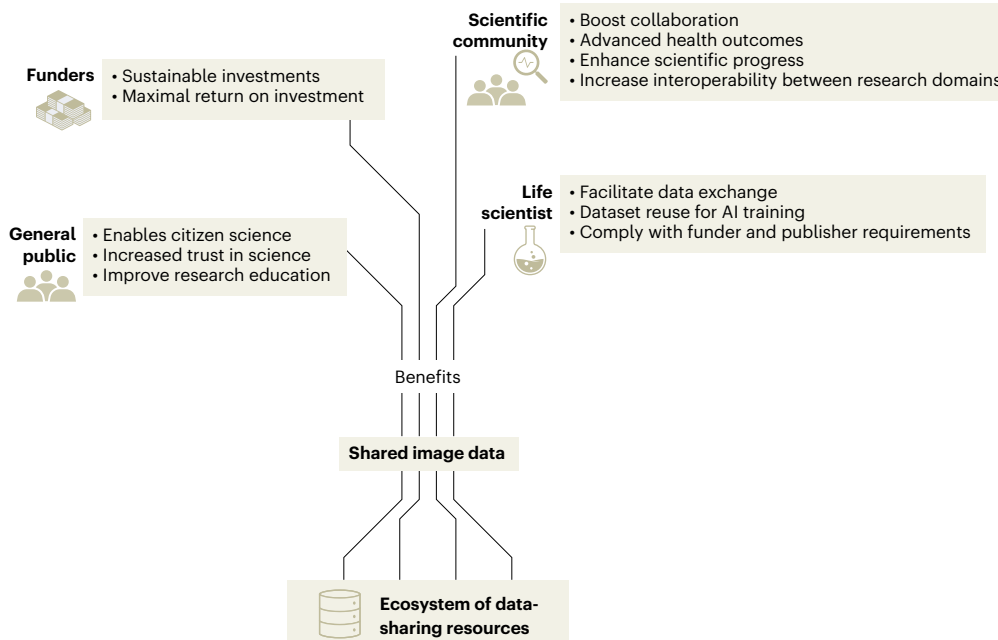 Scientific
community
• Boost collaboration
• Advanced health outcomes
• Enhance scientific progress
• Increase interoperability between research domains
Funders
• Sustainable investments
• Maximal return on investment
Life
scientist
• Facilitate data exchange
• Dataset reuse for AI training
• Comply with funder and publisher requirements
General
public
• Enables citizen science
• Increased trust in science
• Improve research education
Benefits
Shared image data
Ecosystem of data-
sharing resources